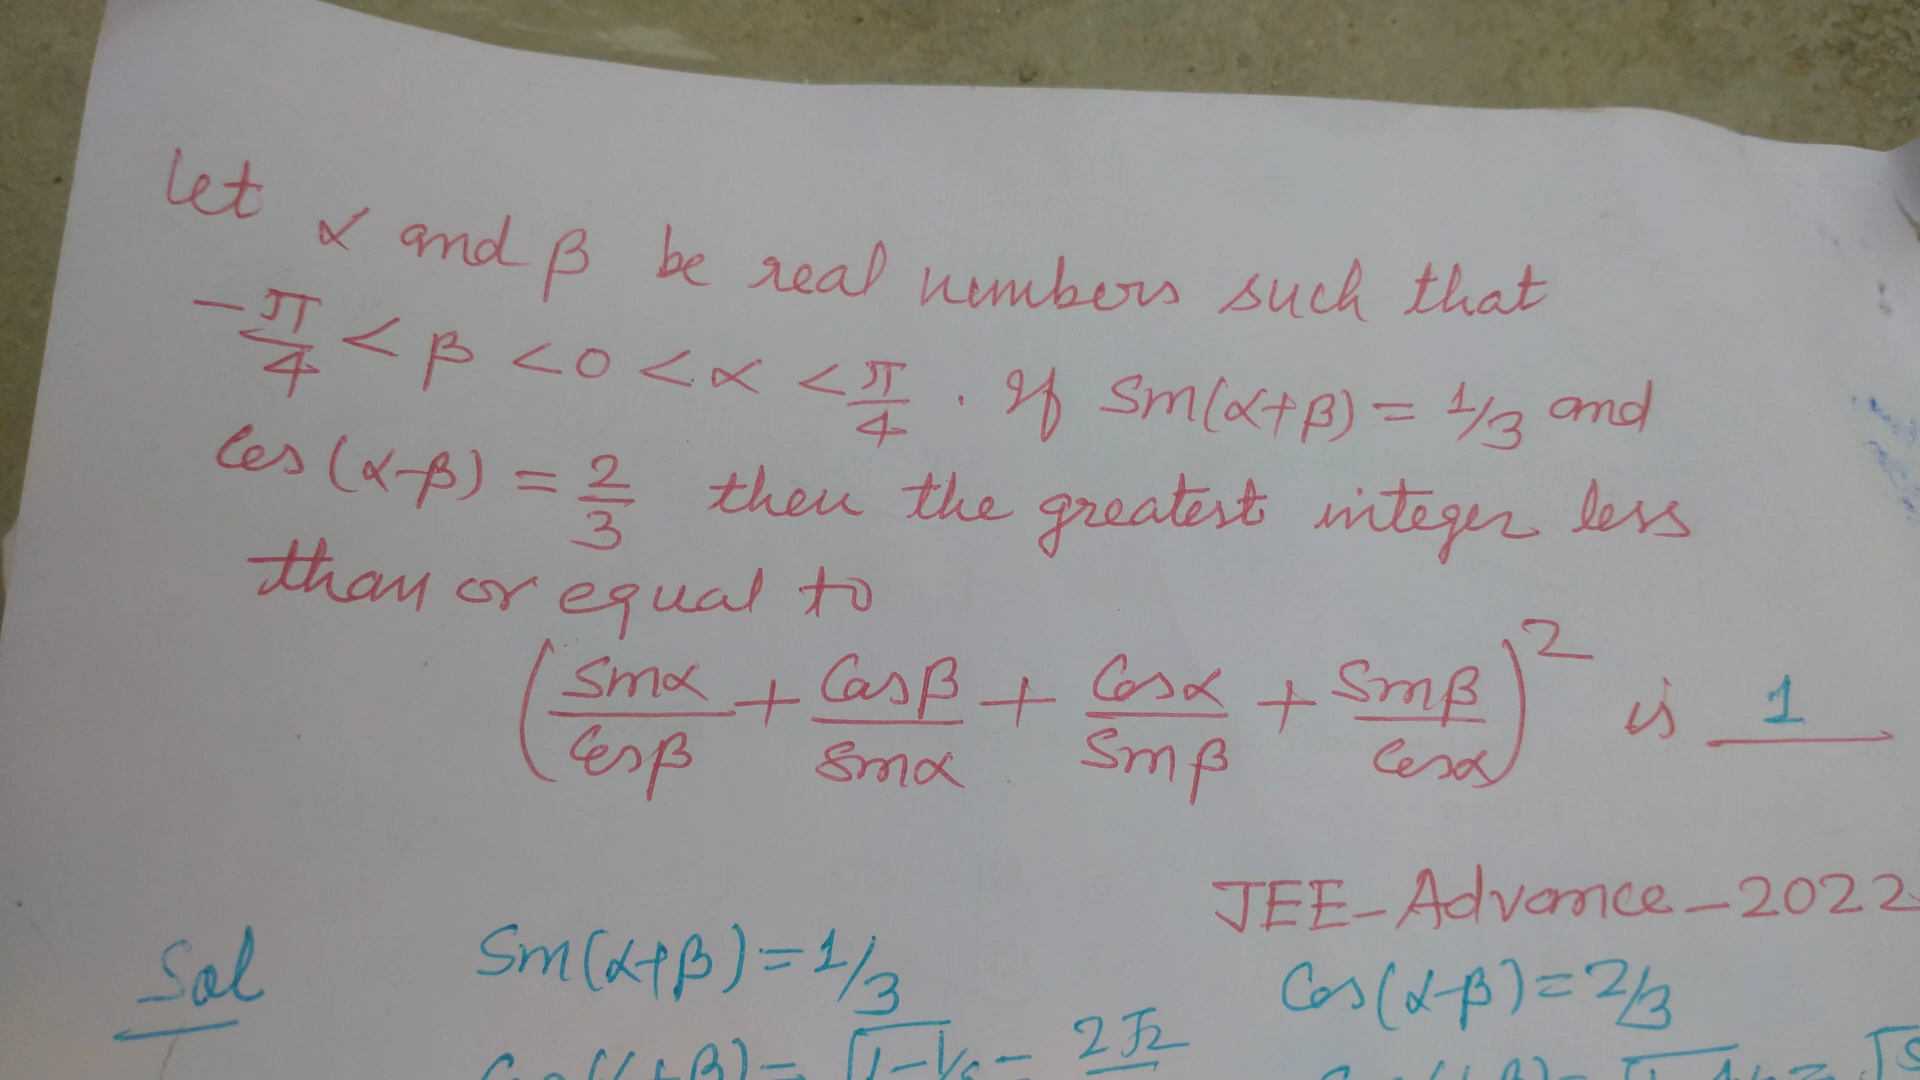 Let α and β be real numbers such that
-π/4 < β < 0 < α < π/4 . If Sin(α+β) = 1/3 and
Cos(α-β) = 2/3 then the greatest integer less
than or equal to
(Sinα/Cosβ + Cosβ/Sinα + Cosα/Sinβ + Sinβ/Cosα)² is 1
JEE-Advance-2022
Sol Sin(α+β) = 1/3 Cos(α-β) = 2/3
2√2